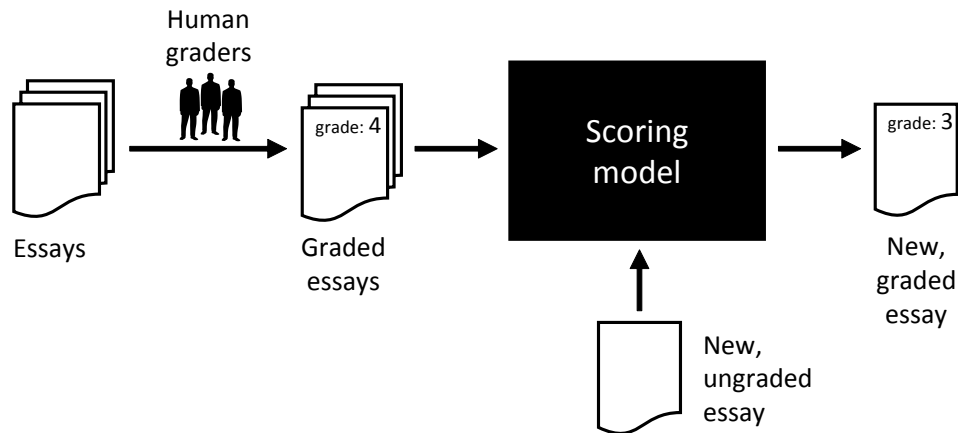 Human
graders
Essays
grade: 4
Graded
essays
Scoring
model
New,
ungraded
essay
grade: 3
New,
graded
essay